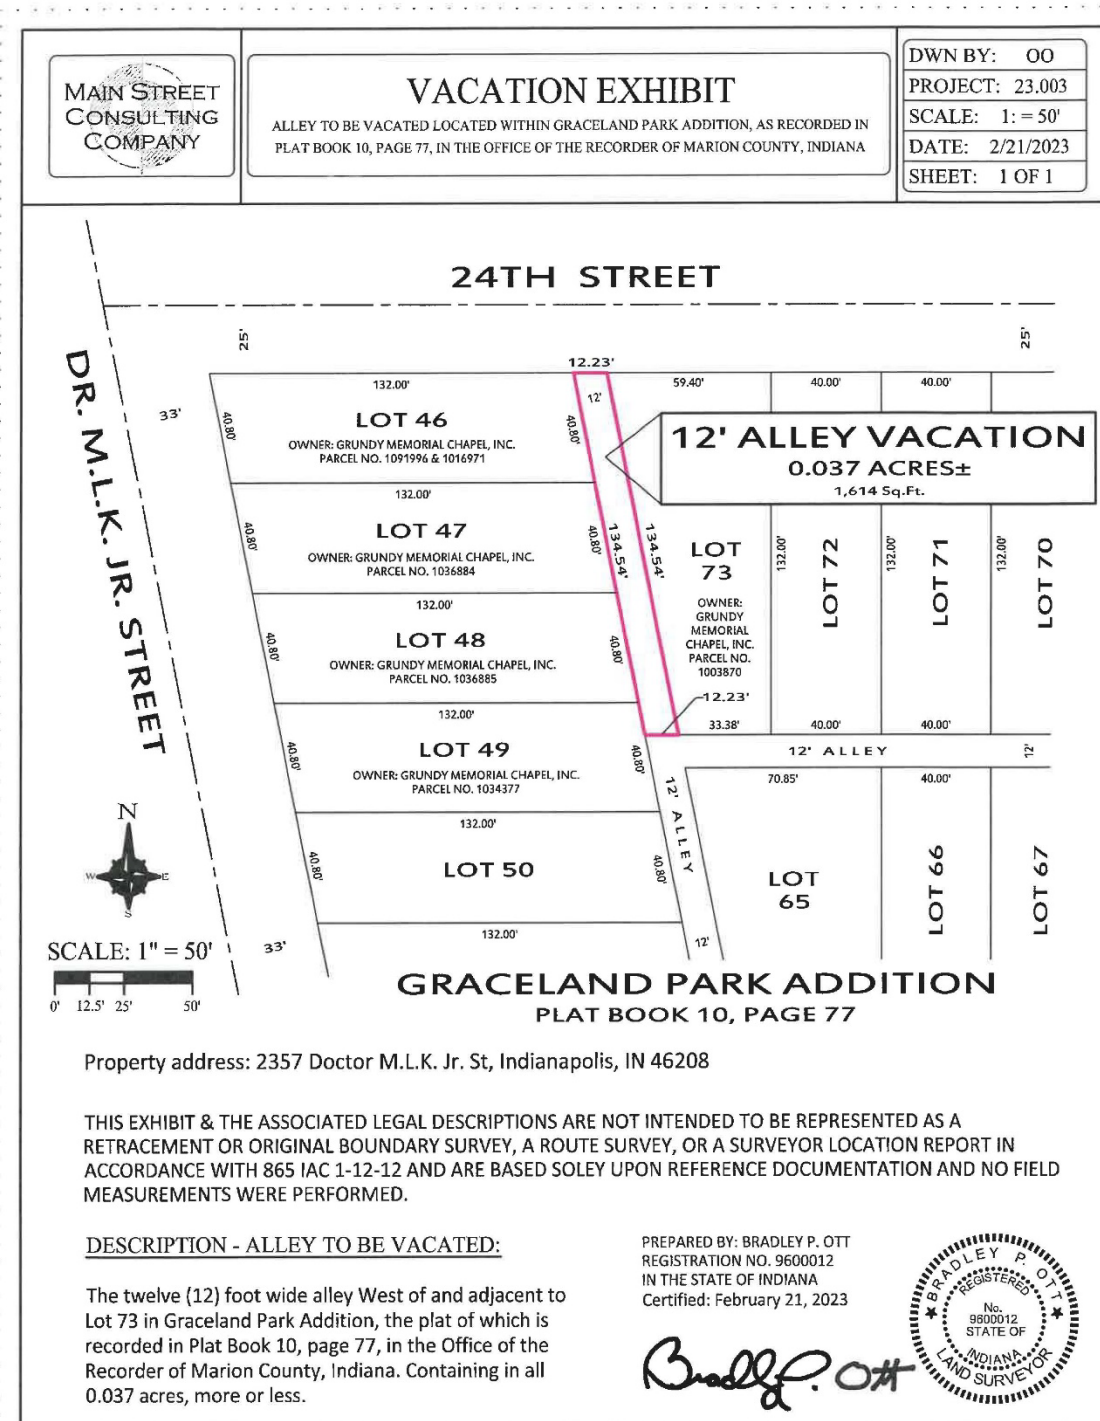 MAIN STREET
CONSULTING
COMPANY
VACATION EXHIBIT
ALLEY TO BE VACATED LOCATED WITHIN GRACELAND PARK ADDITION, AS RECORDED IN
PLAT BOOK 10, PAGE 77, IN THE OFFICE OF THE RECORDER OF MARION COUNTY, INDIANA
DWN BY: OO
PROJECT: 23.003
SCALE: 1: = 50'
DATE: 2/21/2023
SHEET: 1 OF 1
24TH STREET
DR. M.L.K. JR. STREET
25'
25'
33'
12.23'
132.00'
12'
59.40'
40.00'
40.00'
40.80'
LOT 46
OWNER: GRUNDY MEMORIAL CHAPEL, INC.
PARCEL NO. 1091996 & 1016971
40.80'
12' ALLEY VACATION
0.037 ACRES±
1,614 Sq.Ft.
132.00'
40.80'
LOT 47
OWNER: GRUNDY MEMORIAL CHAPEL, INC.
PARCEL NO. 1036884
40.80'
134.54'
134.54'
LOT
73
OWNER:
GRUNDY
MEMORIAL
CHAPEL, INC.
PARCEL NO.
1003870
132.00'
LOT 72
132.00'
LOT 71
132.00'
LOT 70
132.00'
40.80'
LOT 48
OWNER: GRUNDY MEMORIAL CHAPEL, INC.
PARCEL NO. 1036885
40.80'
12.23'
132.00'
33.38'
40.00'
40.00'
40.80'
LOT 49
OWNER: GRUNDY MEMORIAL CHAPEL, INC.
PARCEL NO. 1034377
40.80'
12' ALLEY
12'
12' ALLEY
70.85'
40.00'
132.00'
40.80'
LOT 50
40.80'
LOT
65
LOT 66
LOT 67
132.00'
12'
N
W
E
S
SCALE: 1" = 50'
33'
0' 12.5' 25' 50'
GRACELAND PARK ADDITION
PLAT BOOK 10, PAGE 77
Property address: 2357 Doctor M.L.K. Jr. St, Indianapolis, IN 46208
THIS EXHIBIT & THE ASSOCIATED LEGAL DESCRIPTIONS ARE NOT INTENDED TO BE REPRESENTED AS A
RETRACEMENT OR ORIGINAL BOUNDARY SURVEY, A ROUTE SURVEY, OR A SURVEYOR LOCATION REPORT IN
ACCORDANCE WITH 865 IAC 1-12-12 AND ARE BASED SOLEY UPON REFERENCE DOCUMENTATION AND NO FIELD
MEASUREMENTS WERE PERFORMED.
DESCRIPTION - ALLEY TO BE VACATED:
The twelve (12) foot wide alley West of and adjacent to
Lot 73 in Graceland Park Addition, the plat of which is
recorded in Plat Book 10, page 77, in the Office of the
Recorder of Marion County, Indiana. Containing in all
0.037 acres, more or less.
PREPARED BY: BRADLEY P. OTT
REGISTRATION NO. 9600012
IN THE STATE OF INDIANA
Certified: February 21, 2023
Bradley P. Ott
BRADLEY P. OTT
REGISTERED
No.
9600012
STATE OF
INDIANA
LAND SURVEYOR